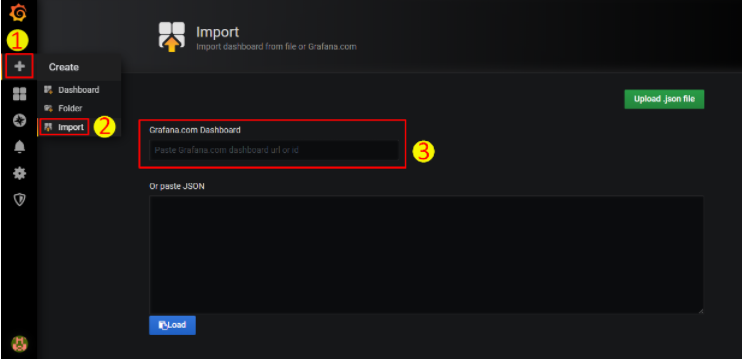 Import
Import dashboard from file or Grafana.com
1
Create
Dashboard
Folder
Import
2
Upload .json file
Grafana.com Dashboard
Paste Grafana.com dashboard url or id
3
Or paste JSON
Load